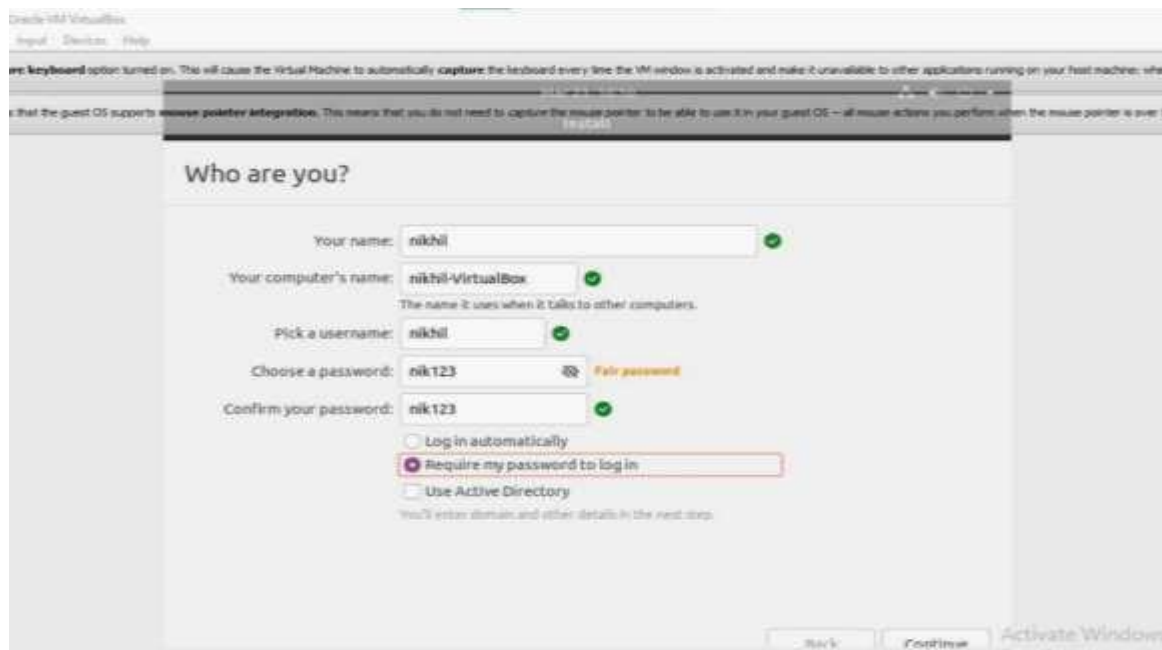 Oracle VM VirtualBox
Input Devices Help
re keyboard option turned on. This will cause the Virtual Machine to automatically capture the keyboard every time the VM window is activated and make it unavailable to other applications running on your host machine: whe
s that the guest OS supports mouse pointer integration. This means that you do not need to capture the mouse pointer to be able to use it in your guest OS — all mouse actions you perform when the mouse pointer is over
Install
Who are you?
Your name: nikhil
Your computer's name: nikhil-VirtualBox
The name it uses when it talks to other computers.
Pick a username: nikhil
Choose a password: nik123 Fair password
Confirm your password: nik123
Log in automatically
Require my password to log in
Use Active Directory
You'll enter domain and other details in the next step.
Back Continue
Activate Window